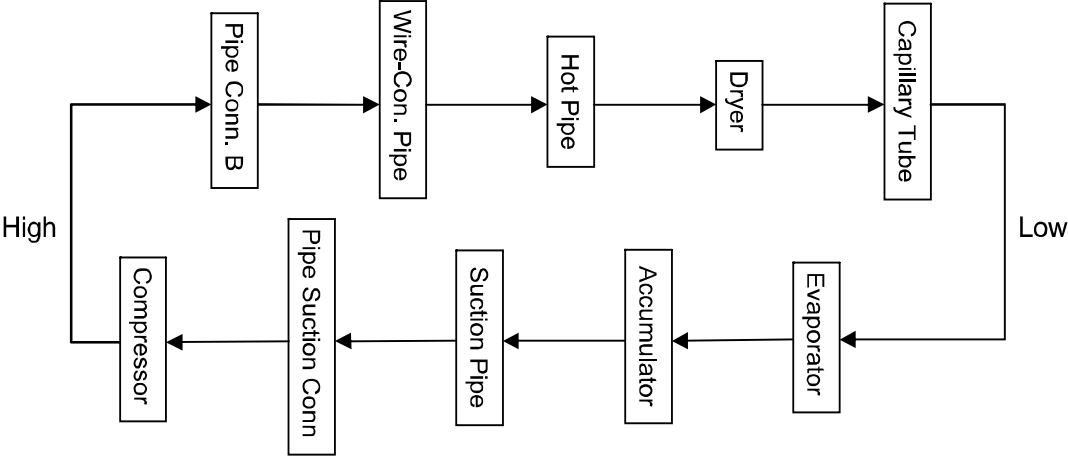 Pipe Conn. B
Wire-Con. Pipe
Hot Pipe
Dryer
Capillary Tube
High
Low
Compressor
Pipe Suction Conn
Suction Pipe
Accumulator
Evaporator